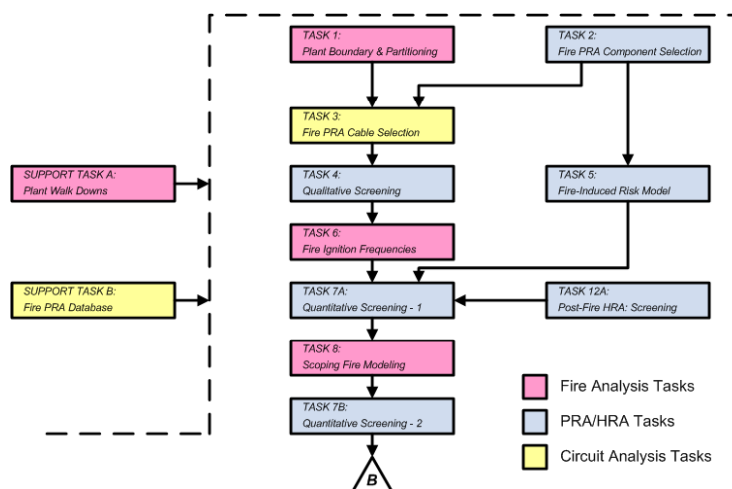 TASK 1:
Plant Boundary & Partitioning
TASK 2:
Fire PRA Component Selection
TASK 3:
Fire PRA Cable Selection
SUPPORT TASK A:
Plant Walk Downs
TASK 4:
Qualitative Screening
TASK 5:
Fire-Induced Risk Model
TASK 6:
Fire Ignition Frequencies
SUPPORT TASK B:
Fire PRA Database
TASK 7A:
Quantitative Screening - 1
TASK 12A:
Post-Fire HRA: Screening
TASK 8:
Scoping Fire Modeling
TASK 7B:
Quantitative Screening - 2
B
Fire Analysis Tasks
PRA/HRA Tasks
Circuit Analysis Tasks